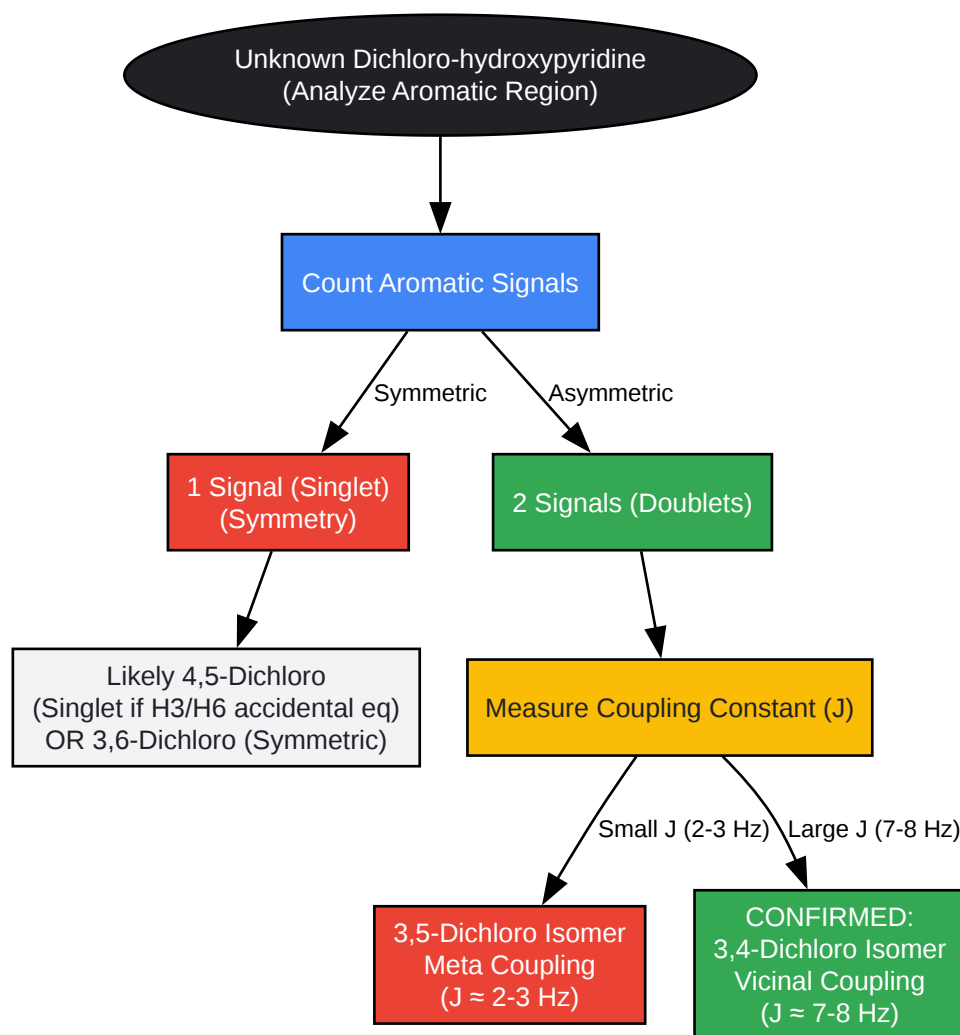 Unknown Dichloro-hydroxypyridine
(Analyze Aromatic Region)
Count Aromatic Signals
Symmetric
Asymmetric
1 Signal (Singlet)
(Symmetry)
2 Signals (Doublets)
Likely 4,5-Dichloro
(Singlet if H3/H6 accidental eq)
OR 3,6-Dichloro (Symmetric)
Measure Coupling Constant (J)
Small J (2-3 Hz)
Large J (7-8 Hz)
3,5-Dichloro Isomer
Meta Coupling
(J ≈ 2-3 Hz)
CONFIRMED:
3,4-Dichloro Isomer
Vicinal Coupling
(J ≈ 7-8 Hz)